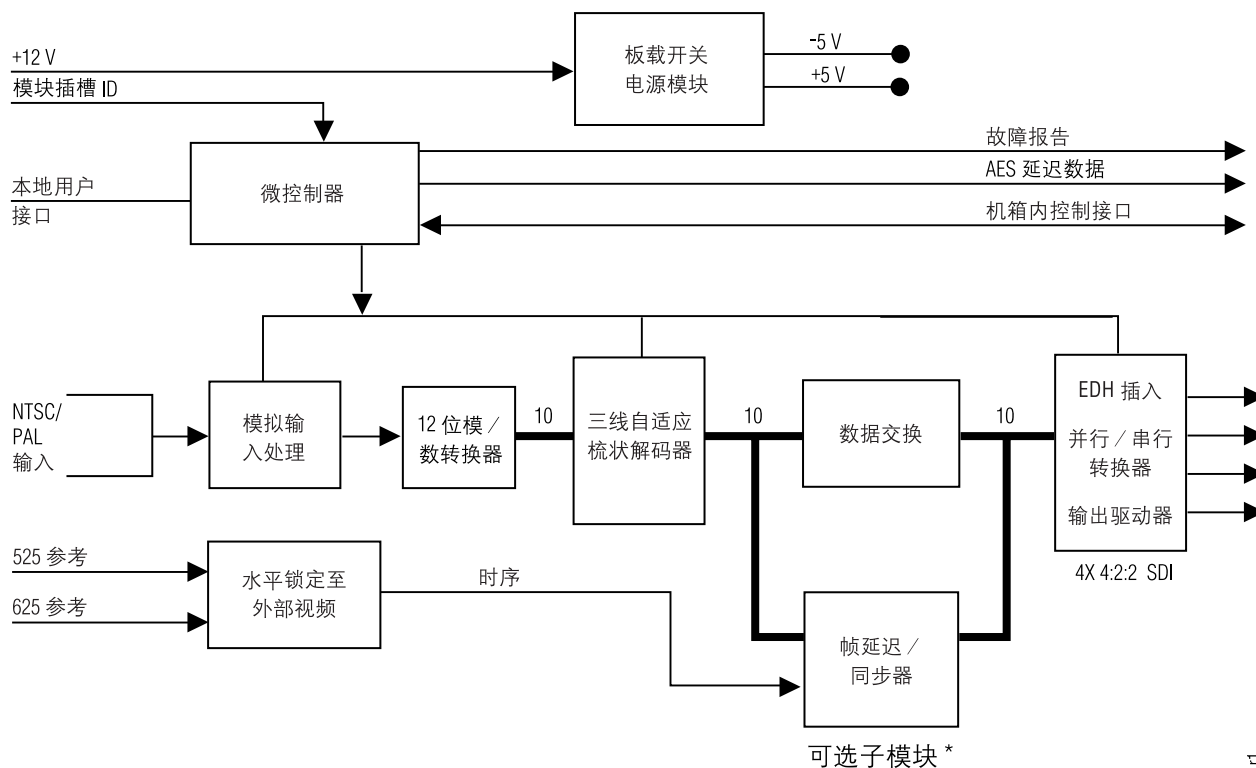 +12 V
模块插槽 ID
板载开关
电源模块
-5 V
+5 V
本地用户
接口
微控制器
故障报告
AES 延迟数据
机箱内控制接口
NTSC/
PAL
输入
模拟输
入处理
12 位模/
数转换器
10
三线自适应
梳状解码器
10
数据交换
10
EDH 插入
并行/串行
转换器
输出驱动器
4X 4:2:2 SDI
525 参考
625 参考
水平锁定至
外部视频
时序
帧延迟/
同步器
可选子模块 *